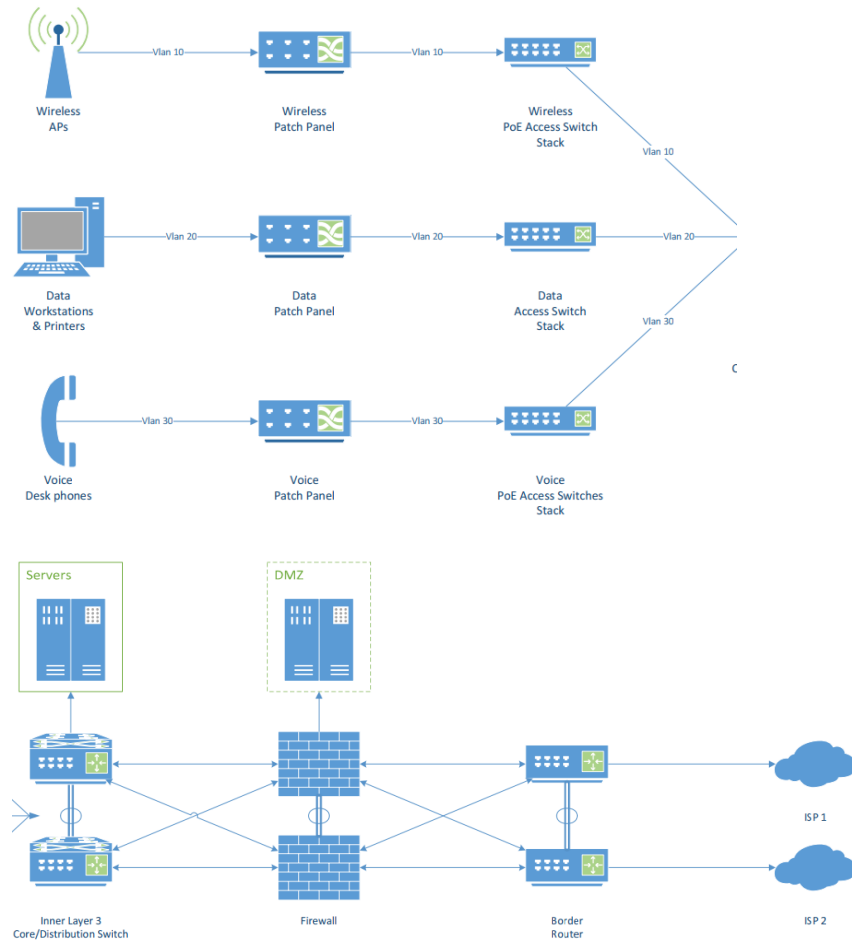 Vlan 10
Vlan 10
Wireless
APs
Wireless
Patch Panel
Wireless
PoE Access Switch
Stack
Vlan 10
Vlan 20
Vlan 20
Vlan 20
Data
Workstations
& Printers
Data
Patch Panel
Data
Access Switch
Stack
Vlan 30
Vlan 30
Vlan 30
Voice
Desk phones
Voice
Patch Panel
Voice
PoE Access Switches
Stack
Servers
DMZ
Inner Layer 3
Core/Distribution Switch
Firewall
Border
Router
ISP 1
ISP 2